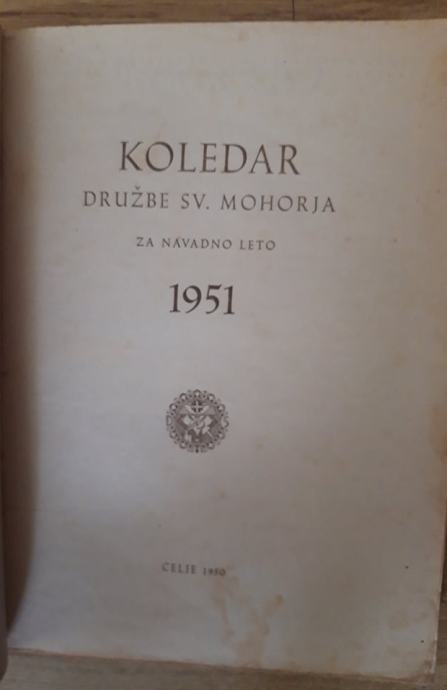 KOLEDAR
DRUŽBE SV. MOHORJA
ZA NAVADNO LETO
1951
CELJE 1950